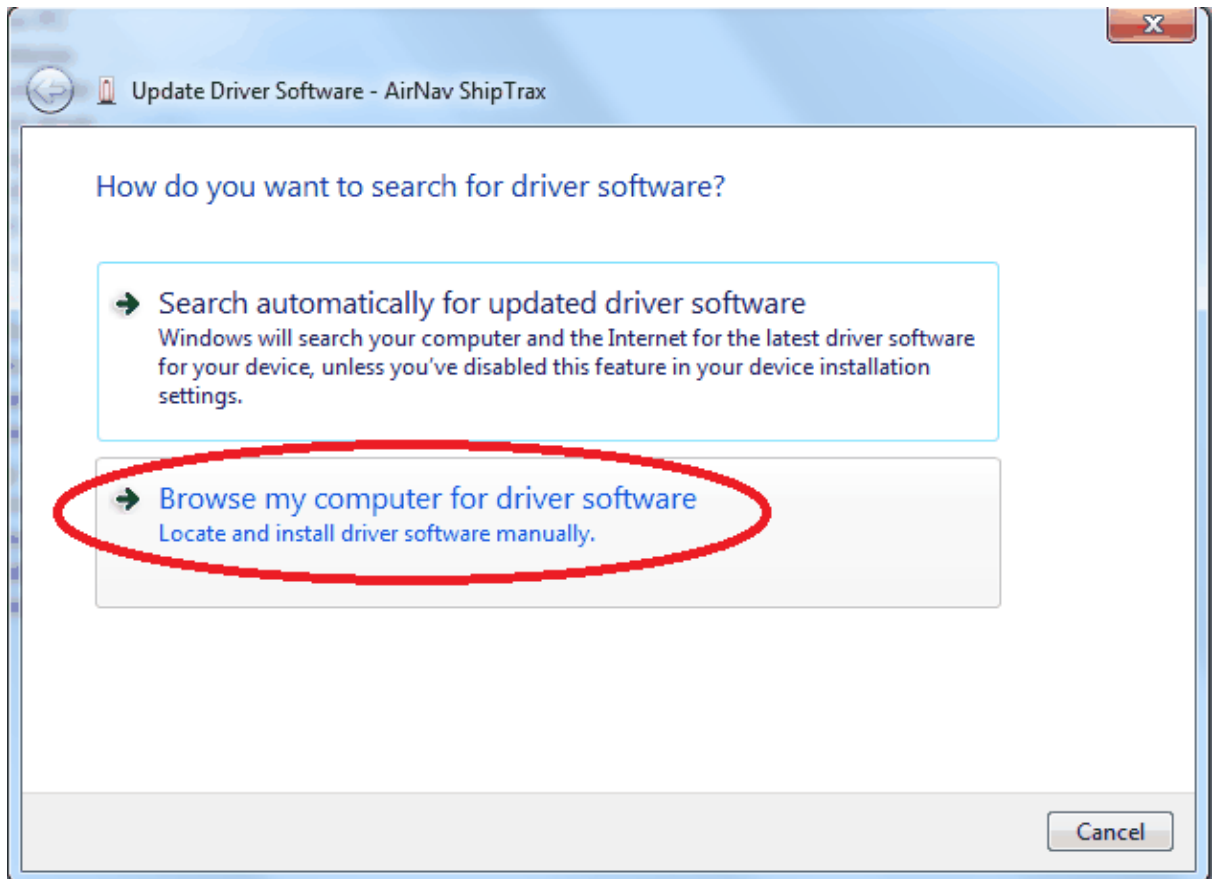 Update Driver Software - AirNav ShipTrax
How do you want to search for driver software?
Search automatically for updated driver software
Windows will search your computer and the Internet for the latest driver software
for your device, unless you've disabled this feature in your device installation
settings.
Browse my computer for driver software
Locate and install driver software manually.
Cancel